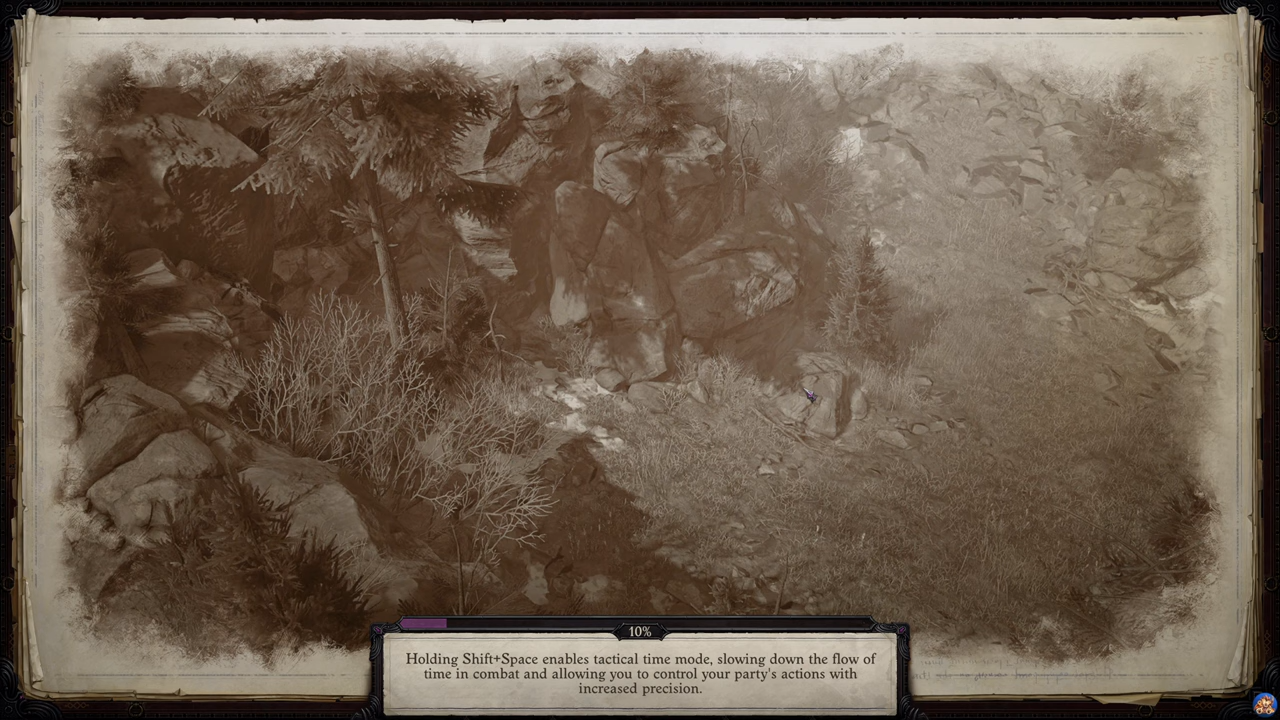 10%
Holding Shift+Space enables tactical time mode, slowing down the flow of
time in combat and allowing you to control your party's actions with
increased precision.